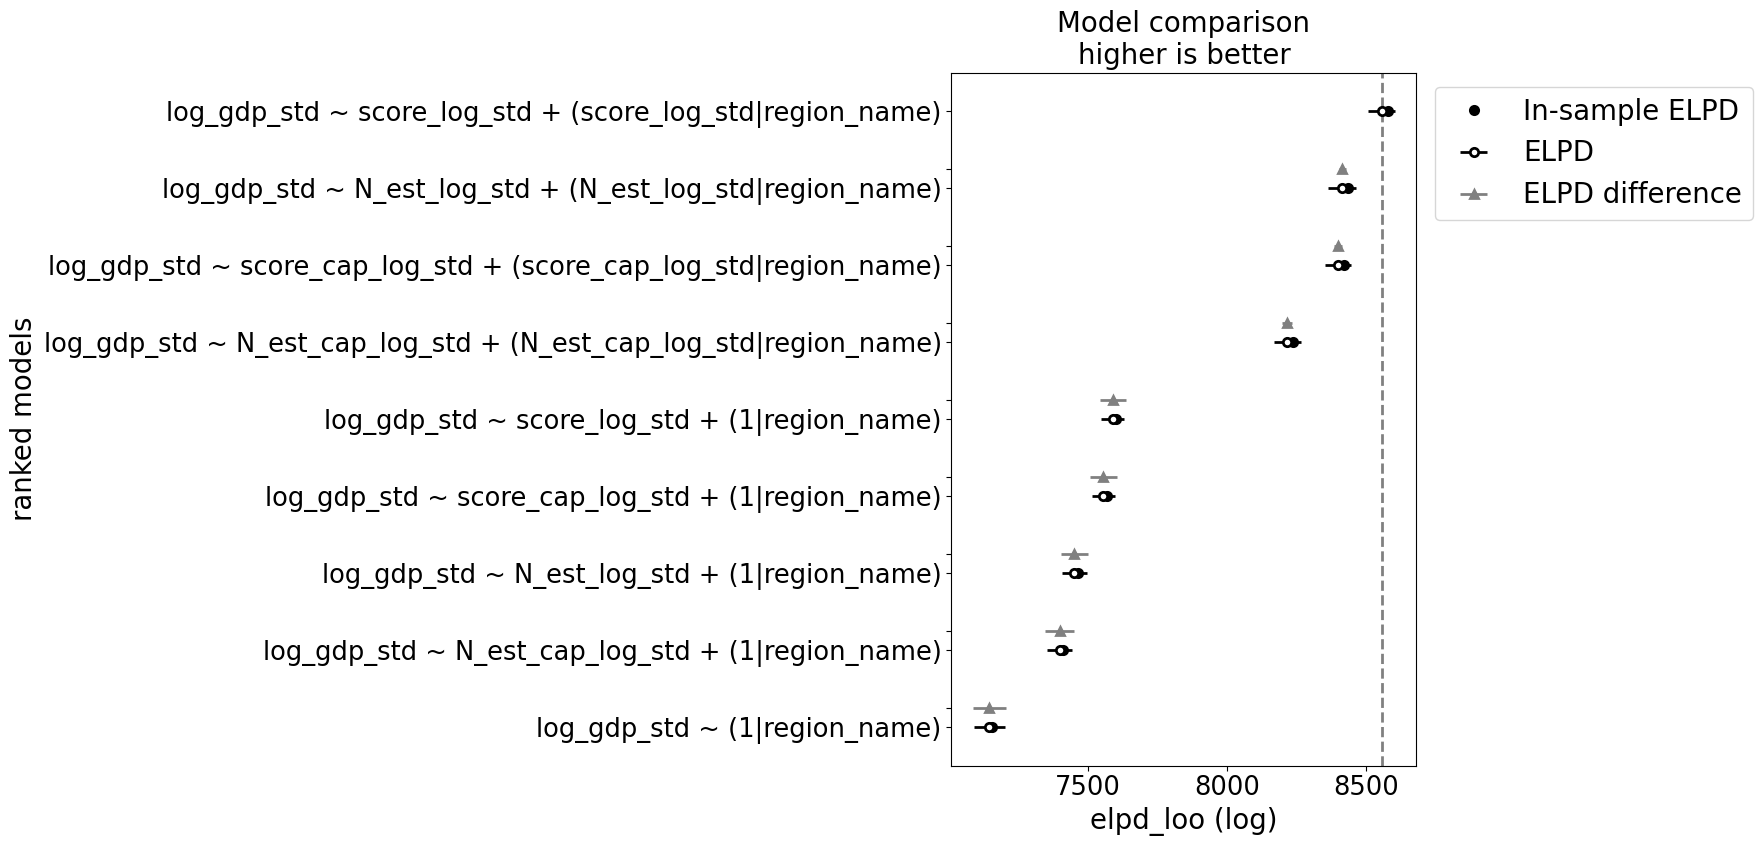 Model comparison
higher is better
log_gdp_std ~ score_log_std + (score_log_std|region_name)
log_gdp_std ~ N_est_log_std + (N_est_log_std|region_name)
log_gdp_std ~ score_cap_log_std + (score_cap_log_std|region_name)
log_gdp_std ~ N_est_cap_log_std + (N_est_cap_log_std|region_name)
log_gdp_std ~ score_log_std + (1|region_name)
log_gdp_std ~ score_cap_log_std + (1|region_name)
log_gdp_std ~ N_est_log_std + (1|region_name)
log_gdp_std ~ N_est_cap_log_std + (1|region_name)
log_gdp_std ~ (1|region_name)
ranked models
7500 8000 8500
elpd_loo (log)
In-sample ELPD
ELPD
ELPD difference